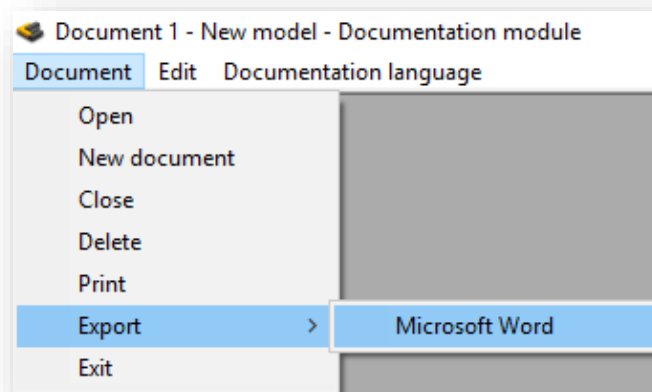 Document 1 - New model - Documentation module
Document Edit Documentation language
Open
New document
Close
Delete
Print
Export > Microsoft Word
Exit